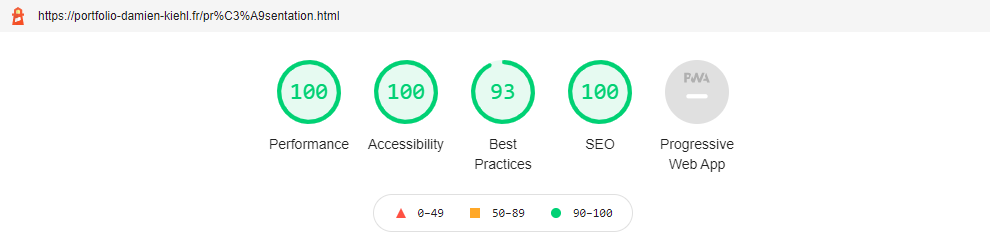 https://portfolio-damien-kiehl.fr/pr%C3%A9sentation.html
100
100
93
100
PWA
Performance
Accessibility
Best
Practices
SEO
Progressive
Web App
0–49
50–89
90–100